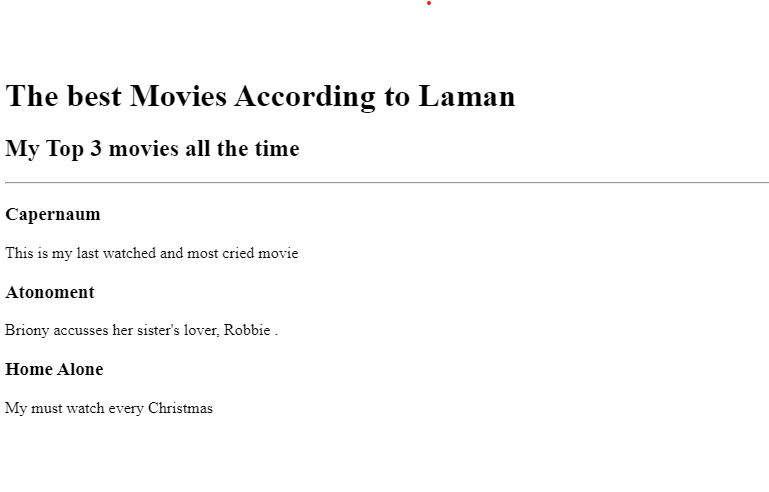 The best Movies According to Laman
My Top 3 movies all the time
Capernaum
This is my last watched and most cried movie
Atonoment
Briony accusses her sister's lover, Robbie .
Home Alone
My must watch every Christmas